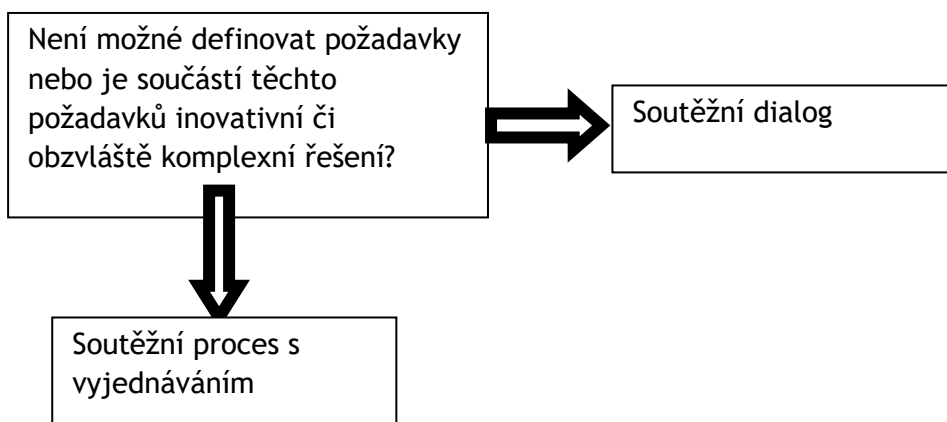 Není možné definovat požadavky
nebo je součástí těchto
požadavků inovativní či
obzvláště komplexní řešení?
Soutěžní dialog
Soutěžní proces s
vyjednáváním